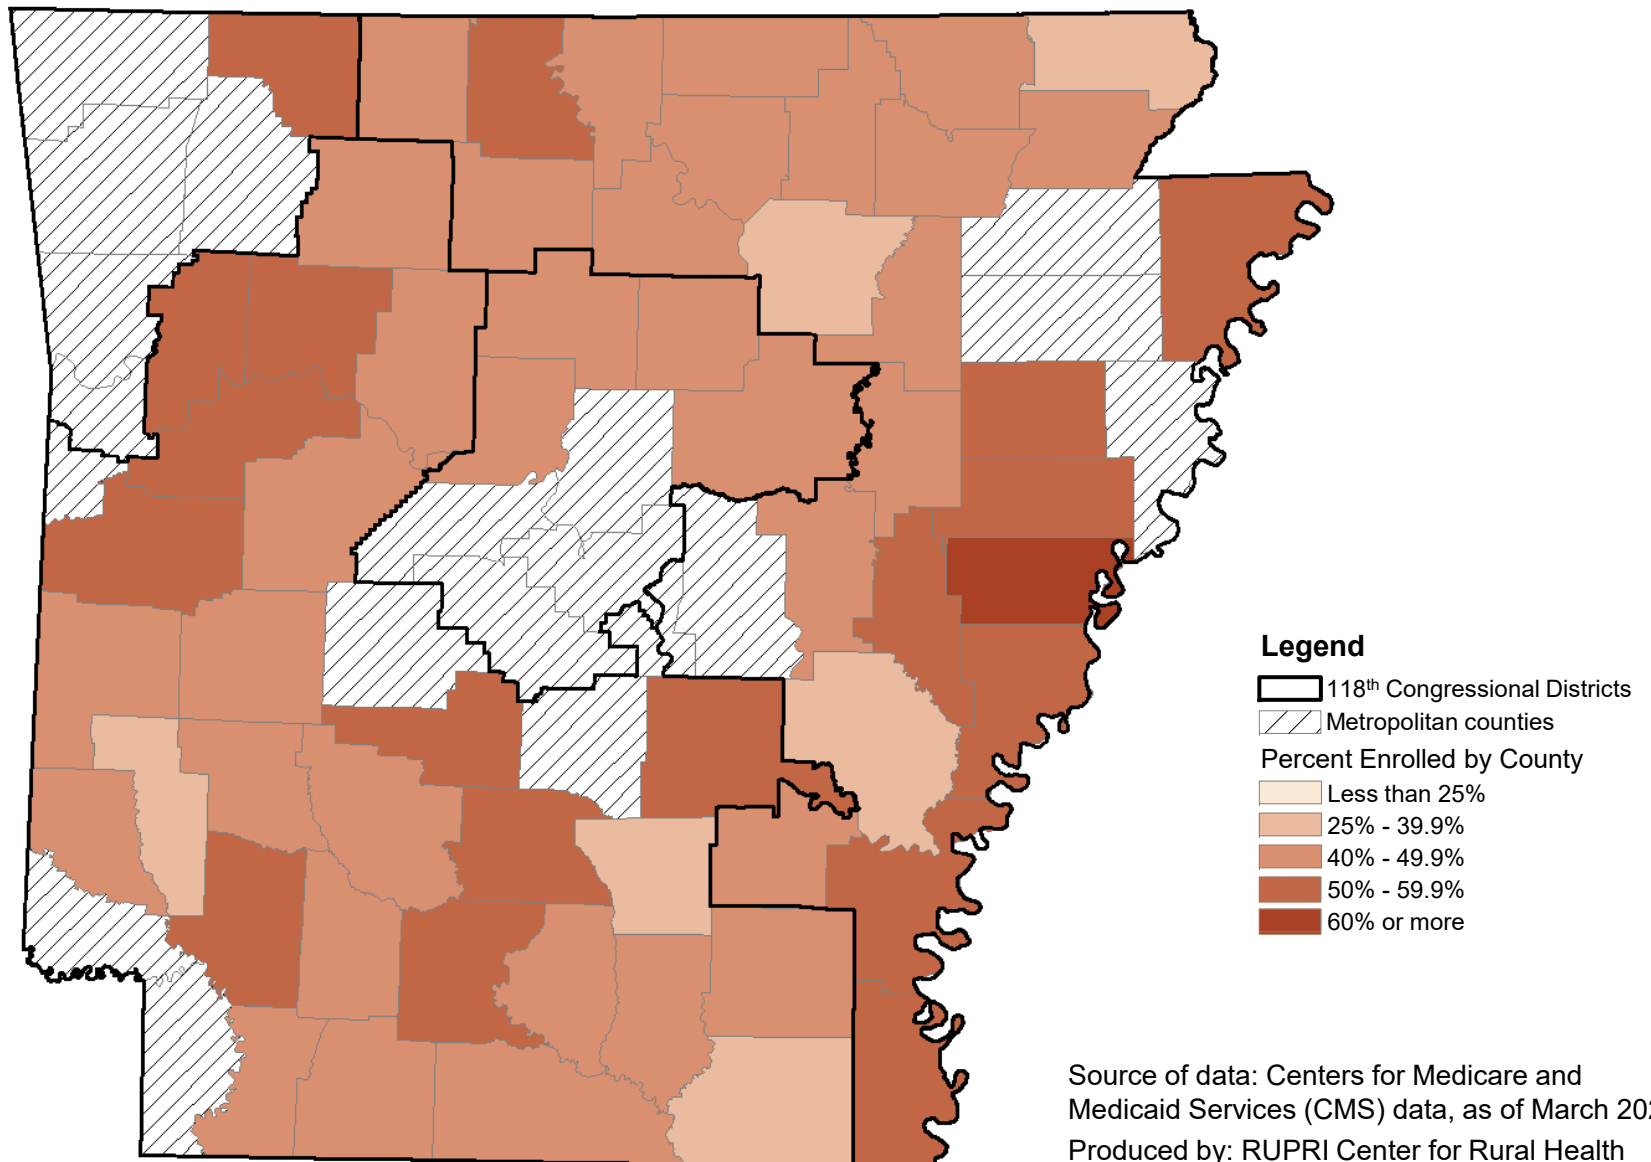 Legend
118th Congressional Districts
Metropolitan counties
Percent Enrolled by County
Less than 25%
25% - 39.9%
40% - 49.9%
50% - 59.9%
60% or more
Source of data: Centers for Medicare and
Medicaid Services (CMS) data, as of March
Produced by: RUPRI Center for Rural Health